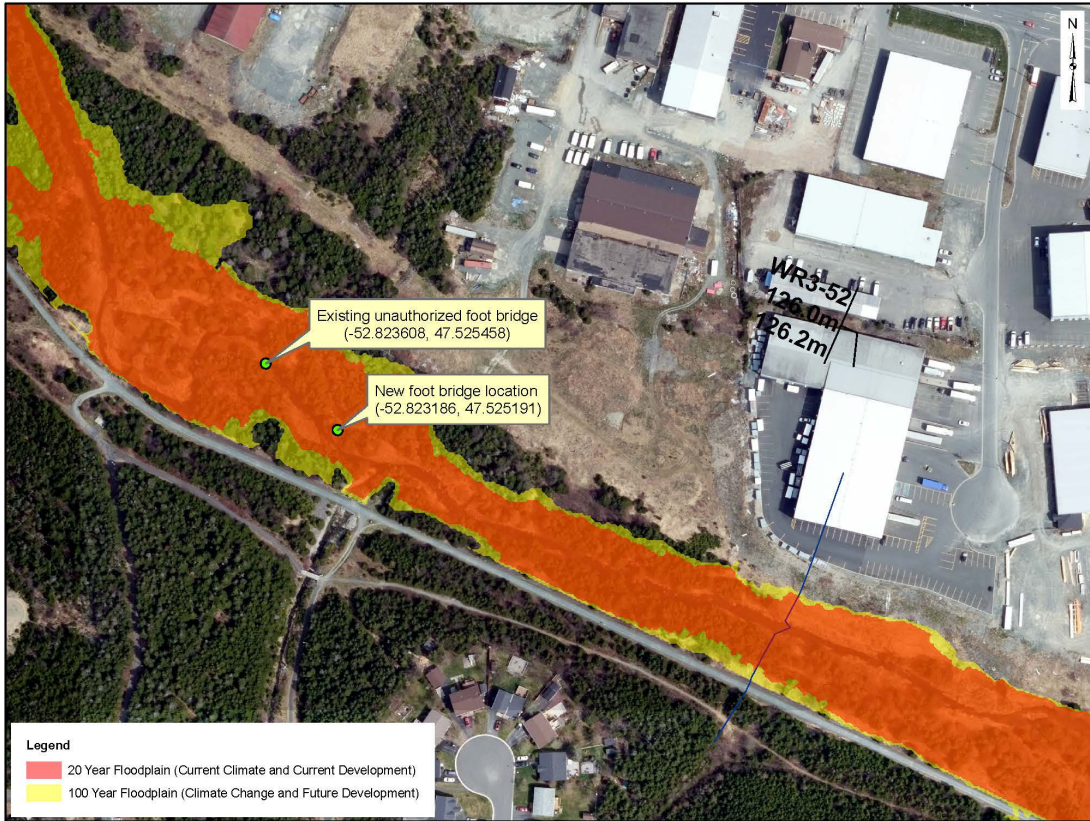 N
WR3-52
126.0m
126.2m
Existing unauthorized foot bridge
(-52.823608, 47.525458)
New foot bridge location
(-52.823186, 47.525191)
Legend
20 Year Floodplain (Current Climate and Current Development)
100 Year Floodplain (Climate Change and Future Development)